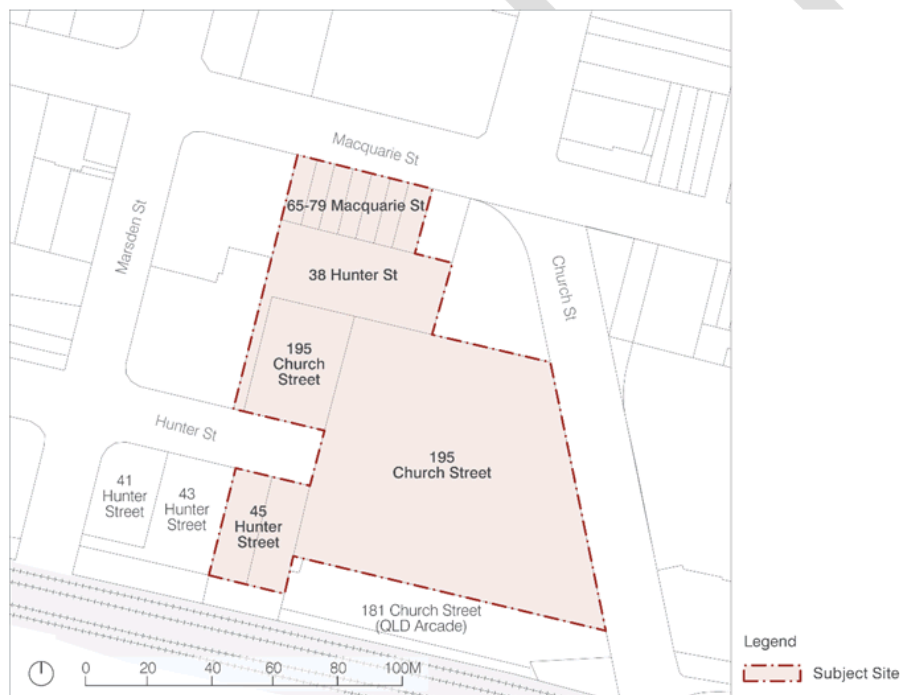 Macquarie St
65-79 Macquarie St
Marsden St
38 Hunter St
Church St
195
Church
Street
Hunter St
195
Church Street
41
Hunter
Street
43
Hunter
Street
45
Hunter
Street
181 Church Street
(QLD Arcade)
0 20 40 60 80 100M
Legend
Subject Site